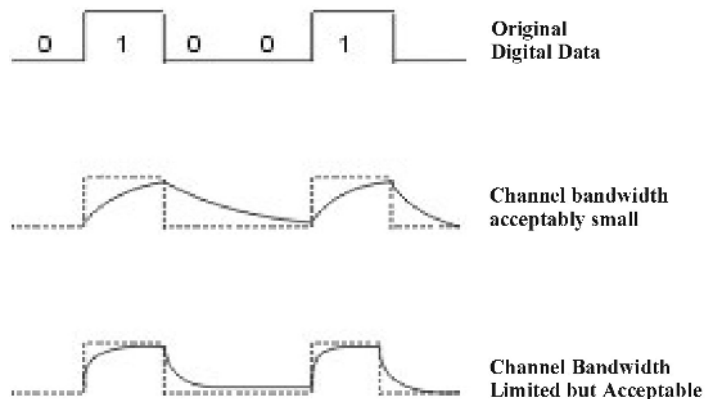 0 1 0 0 1
Original
Digital Data
Channel bandwidth
acceptably small
Channel Bandwidth
Limited but Acceptable